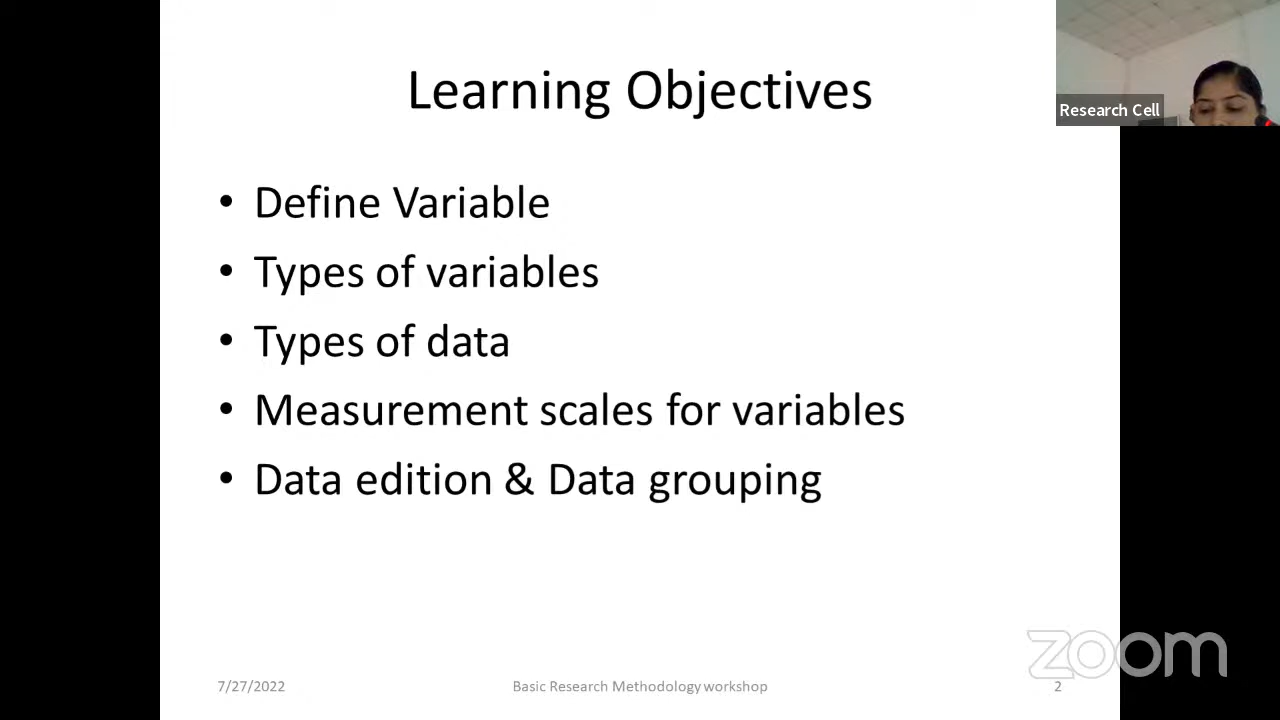 Learning Objectives
Research Cell
• Define Variable
• Types of variables
• Types of data
• Measurement scales for variables
• Data edition & Data grouping
zoom
7/27/2022
Basic Research Methodology workshop
2